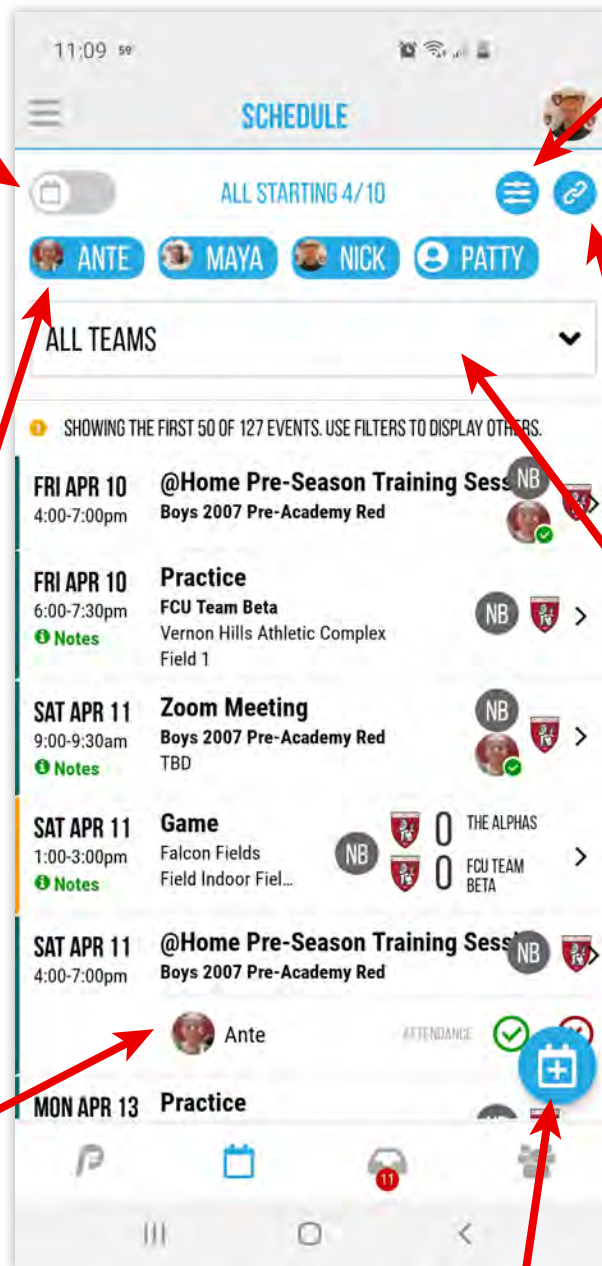 11:09 59
SCHEDULE
ALL STARTING 4/10
ANTE MAYA NICK PATTY
ALL TEAMS
SHOWING THE FIRST 50 OF 127 EVENTS. USE FILTERS TO DISPLAY OTHERS.
FRI APR 10 @Home Pre-Season Training Sess NB
4:00-7:00pm Boys 2007 Pre-Academy Red
FRI APR 10 Practice
6:00-7:30pm FCU Team Beta NB
Notes Vernon Hills Athletic Complex
Field 1
SAT APR 11 Zoom Meeting NB
9:00-9:30am Boys 2007 Pre-Academy Red
Notes TBD
SAT APR 11 Game 0 THE ALPHAS
1:00-3:00pm Falcon Fields NB
Notes Field Indoor Fiel... 0 FCU TEAM
BETA
SAT APR 11 @Home Pre-Season Training Sess NB
4:00-7:00pm Boys 2007 Pre-Academy Red
Ante ATTENDANCE
MON APR 13 Practice
11